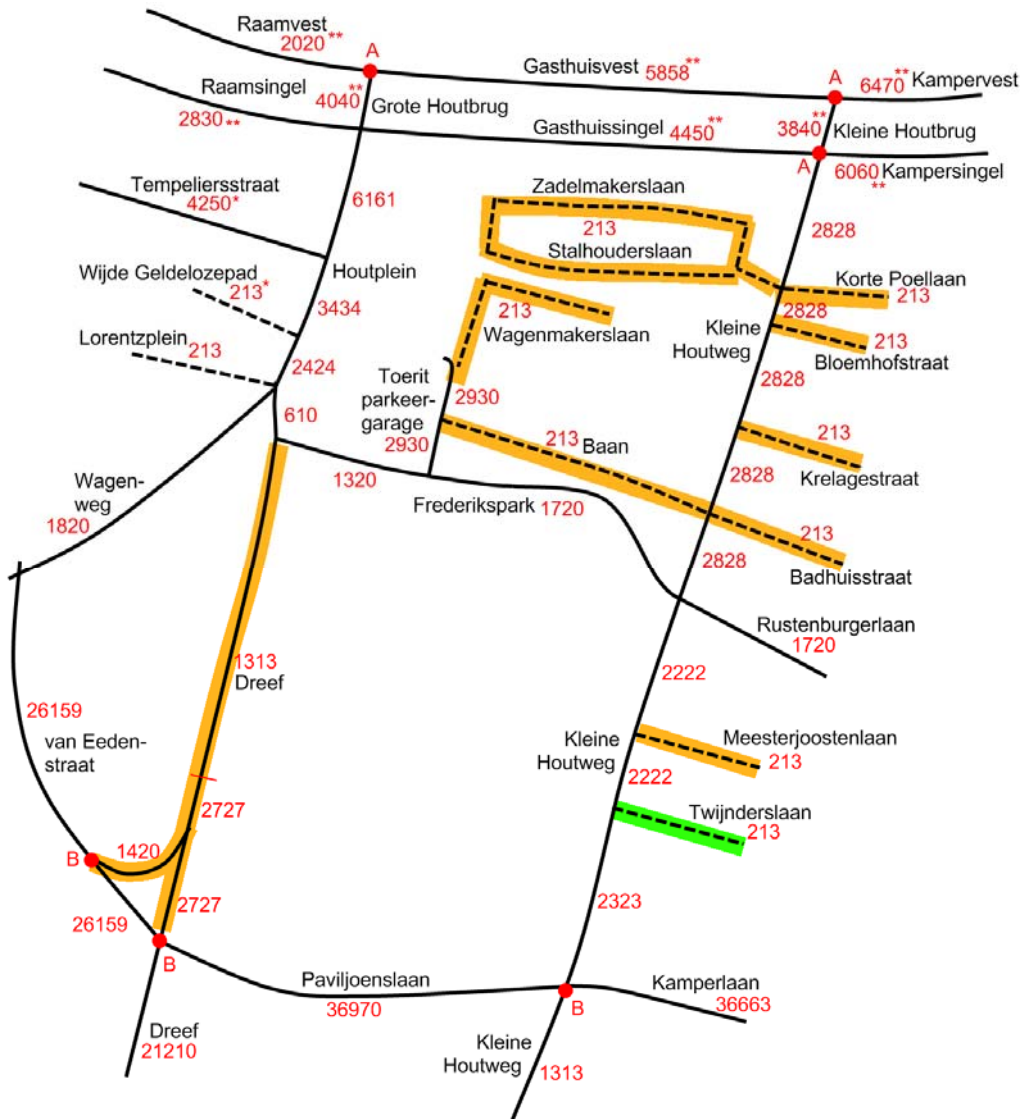 Raamvest
2020**
A
Gasthuisvest
5858**
A
6470**
Kampervest
Raamsingel
4040**
Grote Houtbrug
2830**
Gasthuissingel
4450**
3840**
Kleine Houtbrug
A
6060**
Kampersingel
Tempeliersstraat
4250*
6161
Zadelmakerslaan
213
Stalhouderslaan
2828
Wijde Geldelozepad
213*
Houtplein
3434
Korte Poellaan
213
2828
Lorentzplein
213
213
Wagenmakerslaan
Kleine
Houtweg
213
Bloemhofstraat
2424
Toerit
parkeer-
garage
2930
2828
610
2930
213
Baan
213
Krelagestraat
1320
2828
Wagen-
weg
1820
Frederikspark
1720
213
2828
Badhuisstraat
Rustenburgerlaan
1720
1313
Dreef
2222
26159
van Eeden-
straat
Kleine
Houtweg
Meesterjoostenlaan
213
2222
2727
Twijnderslaan
213
B
1420
2727
2323
26159
B
Paviljoenslaan
36970
Kamperlaan
36663
B
Dreef
21210
Kleine
Houtweg
1313